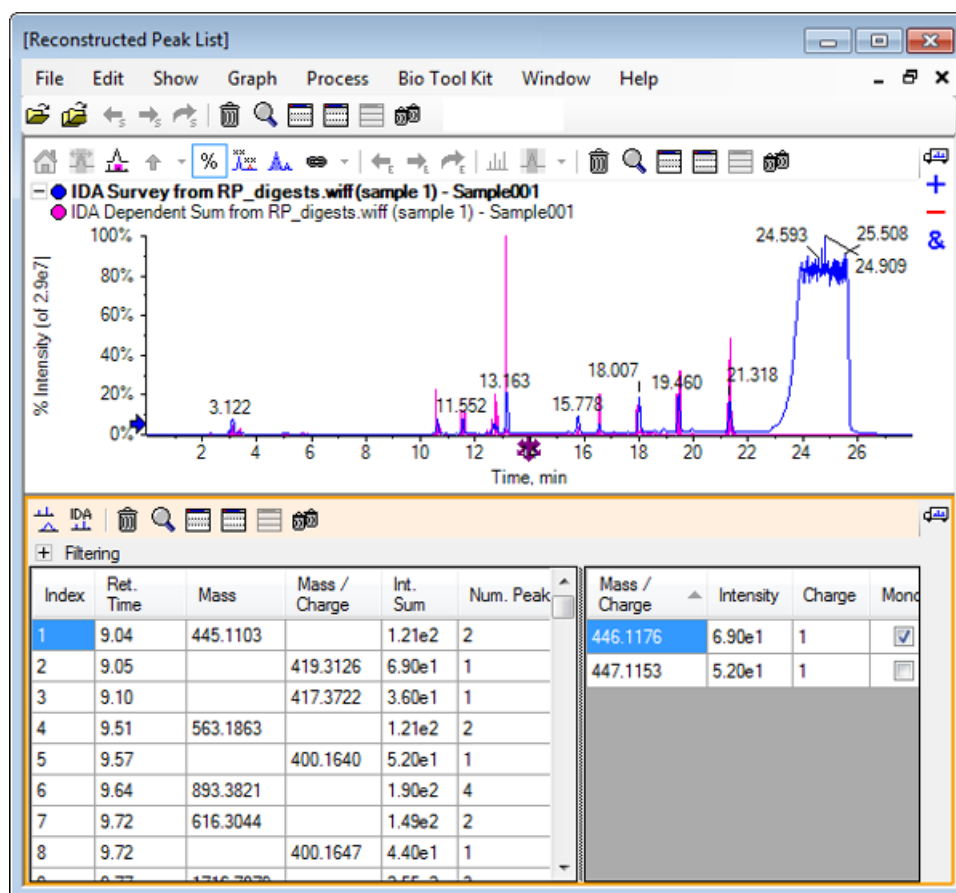 [Reconstructed Peak List]
File Edit Show Graph Process Bio Tool Kit Window Help
%
IDA Survey from RP_digests.wiff (sample 1) - Sample001
IDA Dependent Sum from RP_digests.wiff (sample 1) - Sample001
&
% Intensity (of 2.9e7)
100%
80%
60%
40%
20%
0%
24.593 25.508
24.909
13.163 18.007 19.460 21.318
3.122 11.552 15.778
2 4 6 8 10 12 16 18 20 22 24 26
Time, min
IDA
Filtering
Index Ret. Time Mass Mass / Charge Int. Sum Num. Peak
1 9.04 445.1103 1.21e2 2
2 9.05 419.3126 6.90e1 1
3 9.10 417.3722 3.60e1 1
4 9.51 563.1863 1.21e2 2
5 9.57 400.1640 5.20e1 1
6 9.64 893.3821 1.90e2 4
7 9.72 616.3044 1.49e2 2
8 9.72 400.1647 4.40e1 1
Mass / Charge Intensity Charge Mono
446.1176 6.90e1 1
447.1153 5.20e1 1